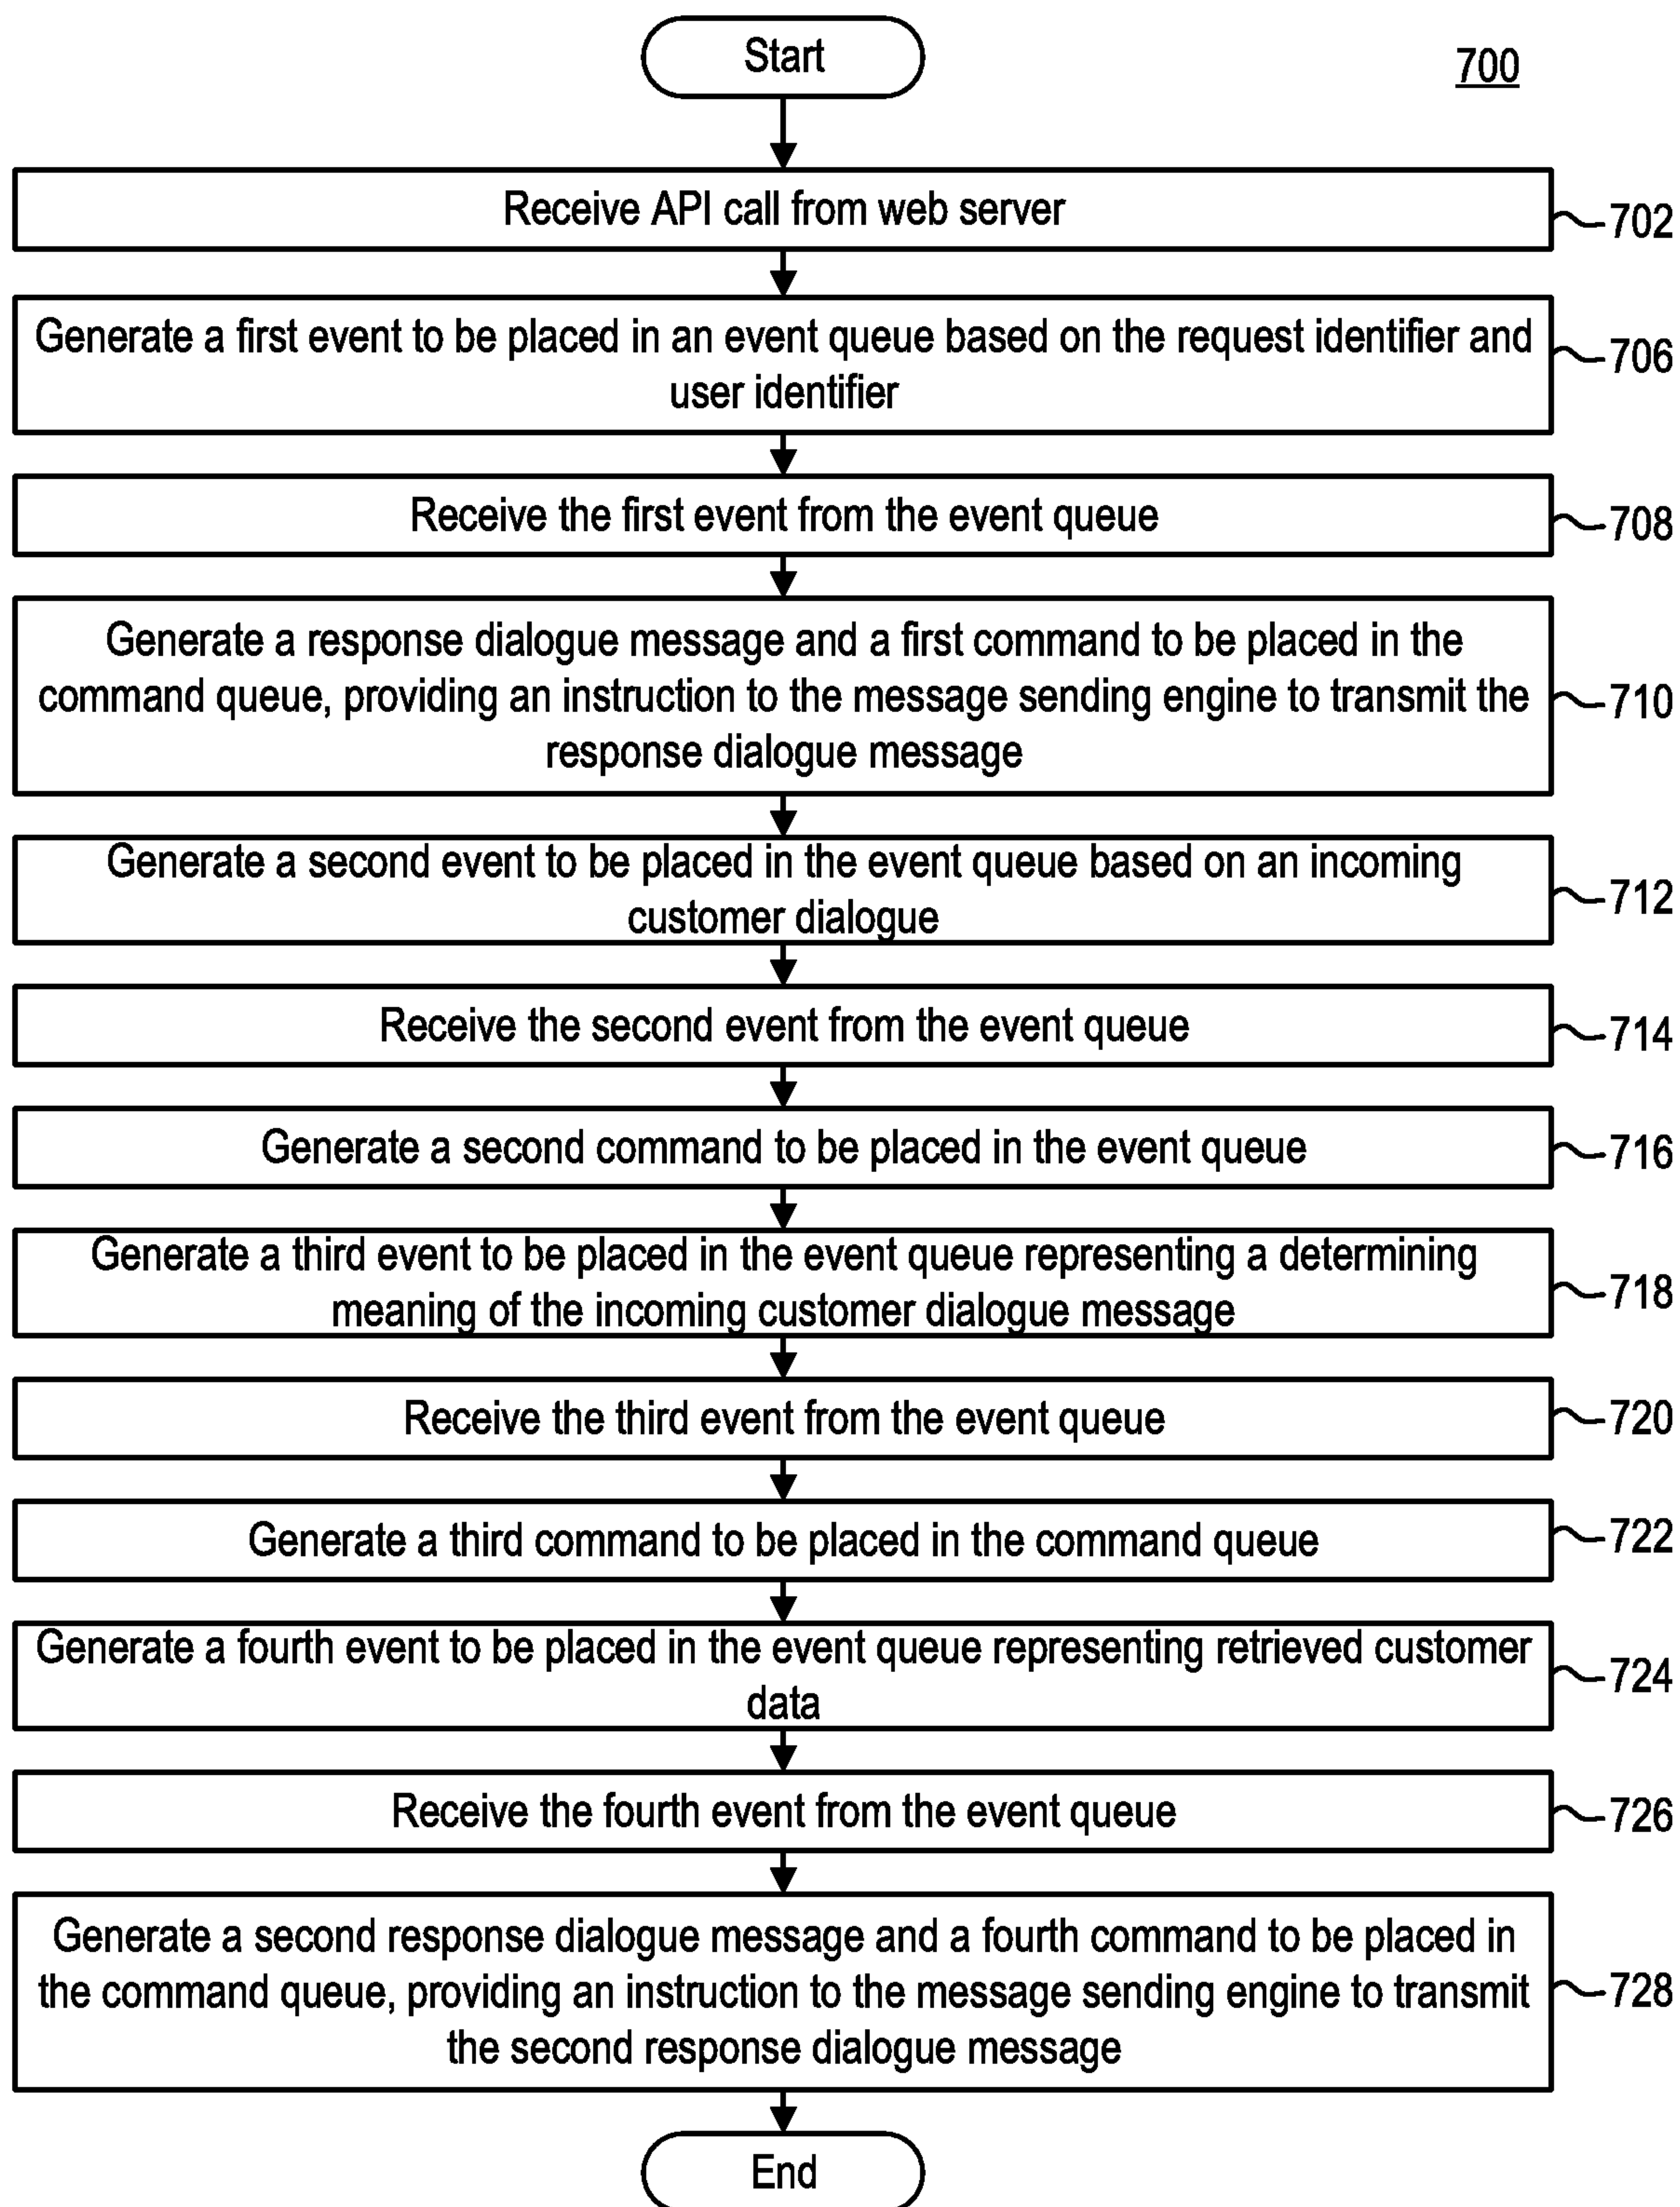 Start
700
Receive API call from web server
702
Generate a first event to be placed in an event queue based on the request identifier and
user identifier
706
Receive the first event from the event queue
708
Generate a response dialogue message and a first command to be placed in the
command queue, providing an instruction to the message sending engine to transmit the
response dialogue message
710
Generate a second event to be placed in the event queue based on an incoming
customer dialogue
712
Receive the second event from the event queue
714
Generate a second command to be placed in the event queue
716
Generate a third event to be placed in the event queue representing a determining
meaning of the incoming customer dialogue message
718
Receive the third event from the event queue
720
Generate a third command to be placed in the command queue
722
Generate a fourth event to be placed in the event queue representing retrieved customer
data
724
Receive the fourth event from the event queue
726
Generate a second response dialogue message and a fourth command to be placed in
the command queue, providing an instruction to the message sending engine to transmit
the second response dialogue message
728
End